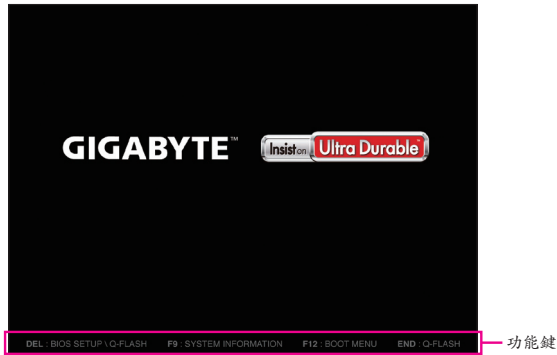 GIGABYTE™
Insist on Ultra Durable™
DEL : BIOS SETUP \ Q-FLASH F9 : SYSTEM INFORMATION F12 : BOOT MENU END : Q-FLASH
功能鍵